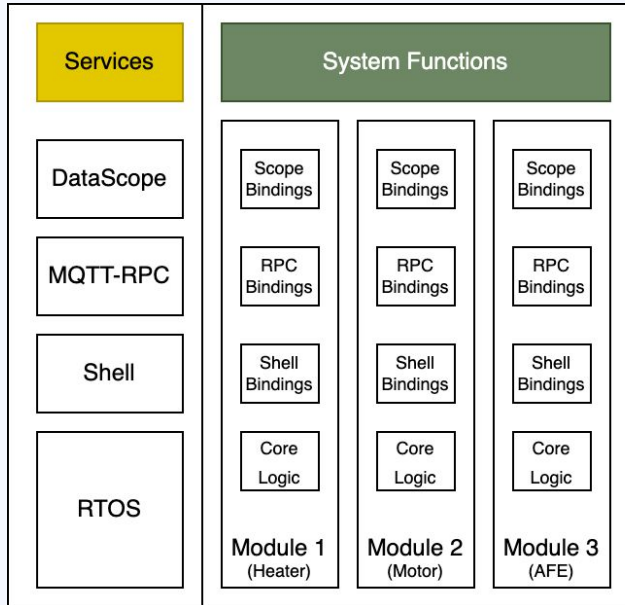 Services
System Functions
DataScope
Scope
Bindings
Scope
Bindings
Scope
Bindings
MQTT-RPC
RPC
Bindings
RPC
Bindings
RPC
Bindings
Shell
Shell
Bindings
Shell
Bindings
Shell
Bindings
RTOS
Core
Logic
Core
Logic
Core
Logic
Module 1
(Heater)
Module 2
(Motor)
Module 3
(AFE)